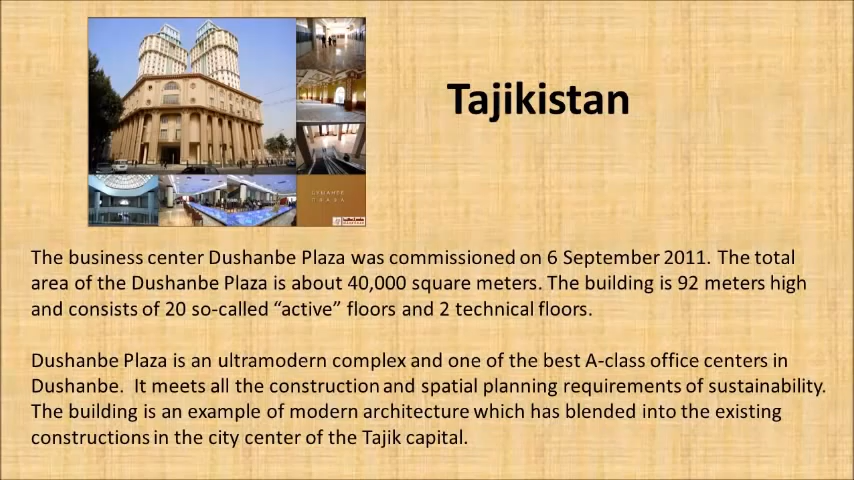 Tajikistan
DUSHANBE
PLAZA
The business center Dushanbe Plaza was commissioned on 6 September 2011. The total
area of the Dushanbe Plaza is about 40,000 square meters. The building is 92 meters high
and consists of 20 so-called “active” floors and 2 technical floors.
Dushanbe Plaza is an ultramodern complex and one of the best A-class office centers in
Dushanbe. It meets all the construction and spatial planning requirements of sustainability.
The building is an example of modern architecture which has blended into the existing
constructions in the city center of the Tajik capital.